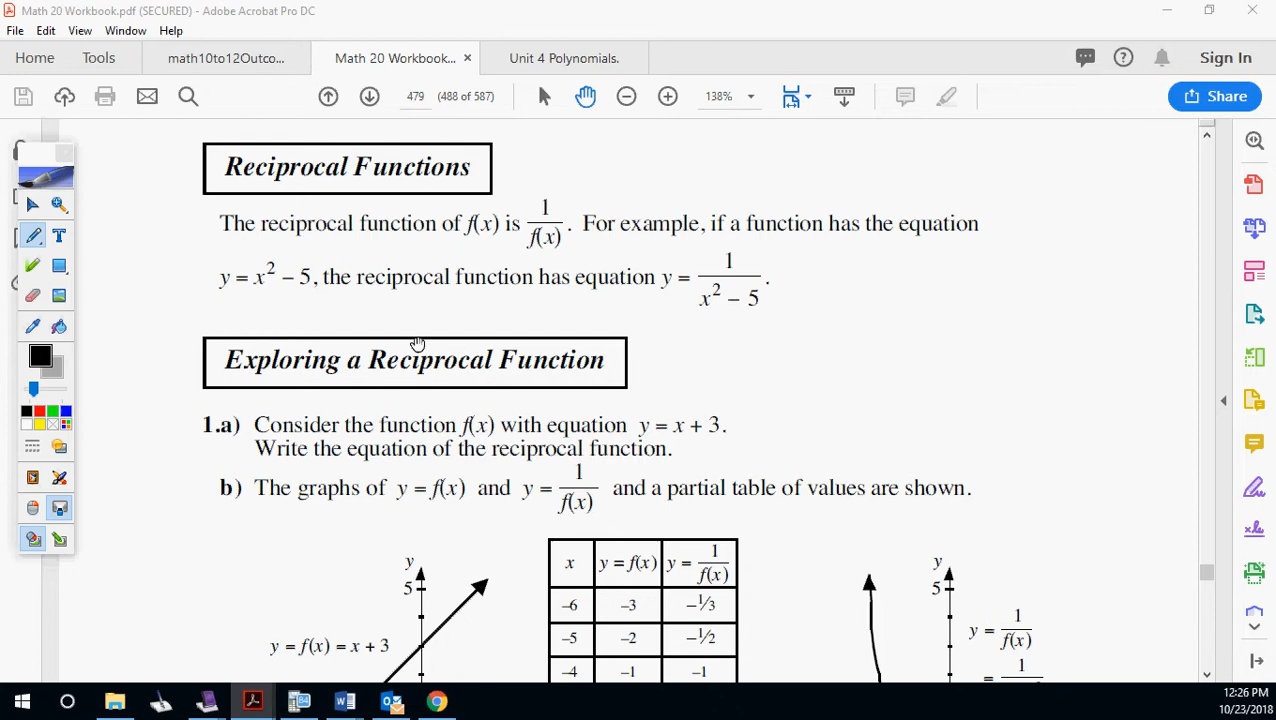 Math 20 Workbook.pdf (SECURED) - Adobe Acrobat Pro DC
File Edit View Window Help
Home Tools math10to12Outco... Math 20 Workbook... × Unit 4 Polynomials. ? Sign In
479 (488 of 587) 138% Share
Reciprocal Functions
The reciprocal function of f(x) is 1/f(x). For example, if a function has the equation
y = x² – 5, the reciprocal function has equation y = 1/(x² – 5).
Exploring a Reciprocal Function
1.a) Consider the function f(x) with equation y = x + 3.
Write the equation of the reciprocal function.
b) The graphs of y = f(x) and y = 1/f(x) and a partial table of values are shown.
y
5
y = f(x) = x + 3
x y = f(x) y = 1/f(x)
–6 –3 –1/3
–5 –2 –1/2
–4 –1 –1
y
5
y = 1/f(x)
= 1
T
12:26 PM
10/23/2018